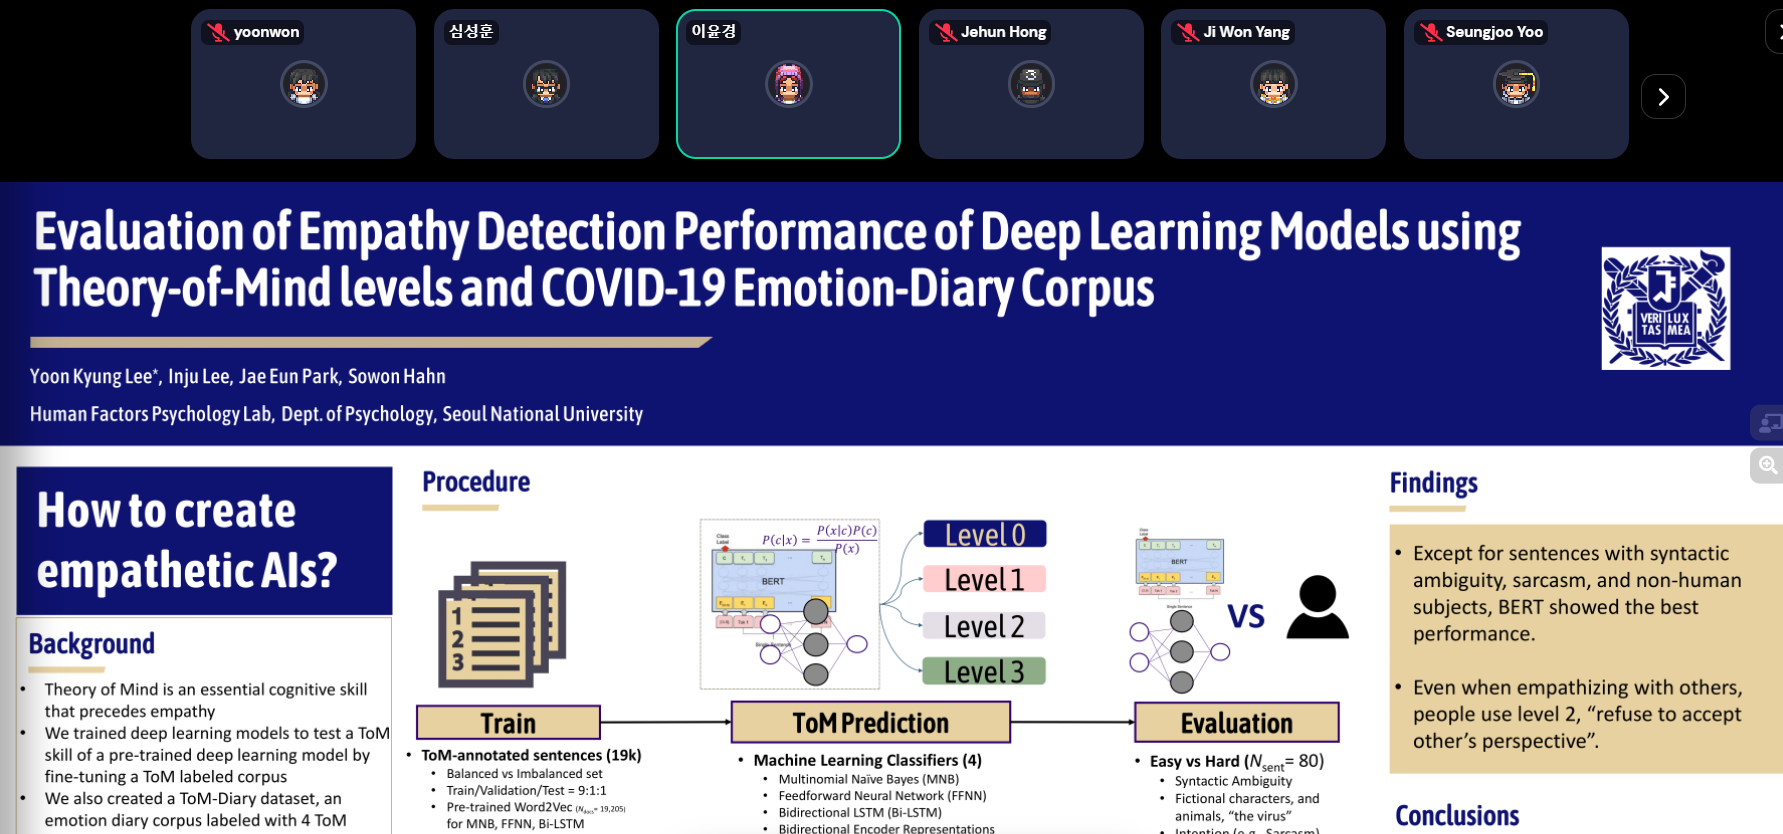 yoonwon
심성훈
이윤경
Jehun Hong
Ji Won Yang
Seungjoo Yoo
Evaluation of Empathy Detection Performance of Deep Learning Models using
Theory-of-Mind levels and COVID-19 Emotion-Diary Corpus
VERI LUX
TAS MEA
Yoon Kyung Lee*, Inju Lee, Jae Eun Park, Sowon Hahn
Human Factors Psychology Lab, Dept. of Psychology, Seoul National University
How to create
empathetic AIs?
Background
• Theory of Mind is an essential cognitive skill
that precedes empathy
• We trained deep learning models to test a ToM
skill of a pre-trained deep learning model by
fine-tuning a ToM labeled corpus
• We also created a ToM-Diary dataset, an
emotion diary corpus labeled with 4 ToM
Procedure
1
2
3
Class
Label
P(c|x) = P(x|c)P(c)
P(x)
BERT
Level 0
Level 1
Level 2
Level 3
BERT
VS
Train
ToM Prediction
Evaluation
• ToM-annotated sentences (19k)
• Balanced vs Imbalanced set
• Train/Validation/Test = 9:1:1
• Pre-trained Word2Vec (Ndocs= 19,205)
for MNB, FFNN, Bi-LSTM
• Machine Learning Classifiers (4)
• Multinomial Naïve Bayes (MNB)
• Feedforward Neural Network (FFNN)
• Bidirectional LSTM (Bi-LSTM)
• Bidirectional Encoder Representations
• Easy vs Hard (Nsent= 80)
• Syntactic Ambiguity
• Fictional characters, and
animals, “the virus”
• Intention (e.g., Sarcasm)
Findings
• Except for sentences with syntactic
ambiguity, sarcasm, and non-human
subjects, BERT showed the best
performance.
• Even when empathizing with others,
people use level 2, “refuse to accept
other’s perspective”.
Conclusions